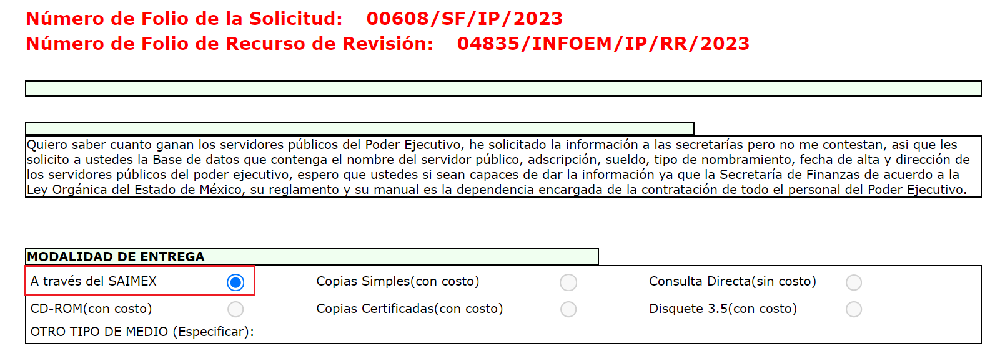 Número de Folio de la Solicitud: 00608/SF/IP/2023
Número de Folio de Recurso de Revisión: 04835/INFOEM/IP/RR/2023
Quiero saber cuanto ganan los servidores públicos del Poder Ejecutivo, he solicitado la información a las secretarías pero no me contestan, asi que les
solicito a ustedes la Base de datos que contenga el nombre del servidor público, adscripción, sueldo, tipo de nombramiento, fecha de alta y dirección de
los servidores públicos del poder ejecutivo, espero que ustedes si sean capaces de dar la información ya que la Secretaría de Finanzas de acuerdo a la
Ley Orgánica del Estado de México, su reglamento y su manual es la dependencia encargada de la contratación de todo el personal del Poder Ejecutivo.
MODALIDAD DE ENTREGA
A través del SAIMEX Copias Simples(con costo) Consulta Directa(sin costo)
CD-ROM(con costo) Copias Certificadas(con costo) Disquete 3.5(con costo)
OTRO TIPO DE MEDIO (Especificar):